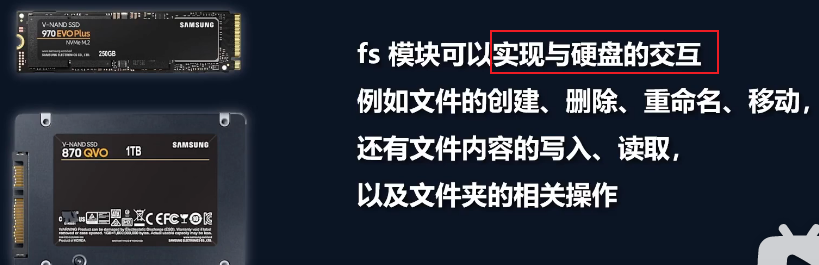 V-NAND SSD
970 EVO Plus
NVMe M.2
250GB
SAMSUNG
V-NAND SSD
870 QVO
1TB
SAMSUNG
fs 模块可以实现与硬盘的交互
例如文件的创建、删除、重命名、移动，
还有文件内容的写入、读取，
以及文件夹的相关操作